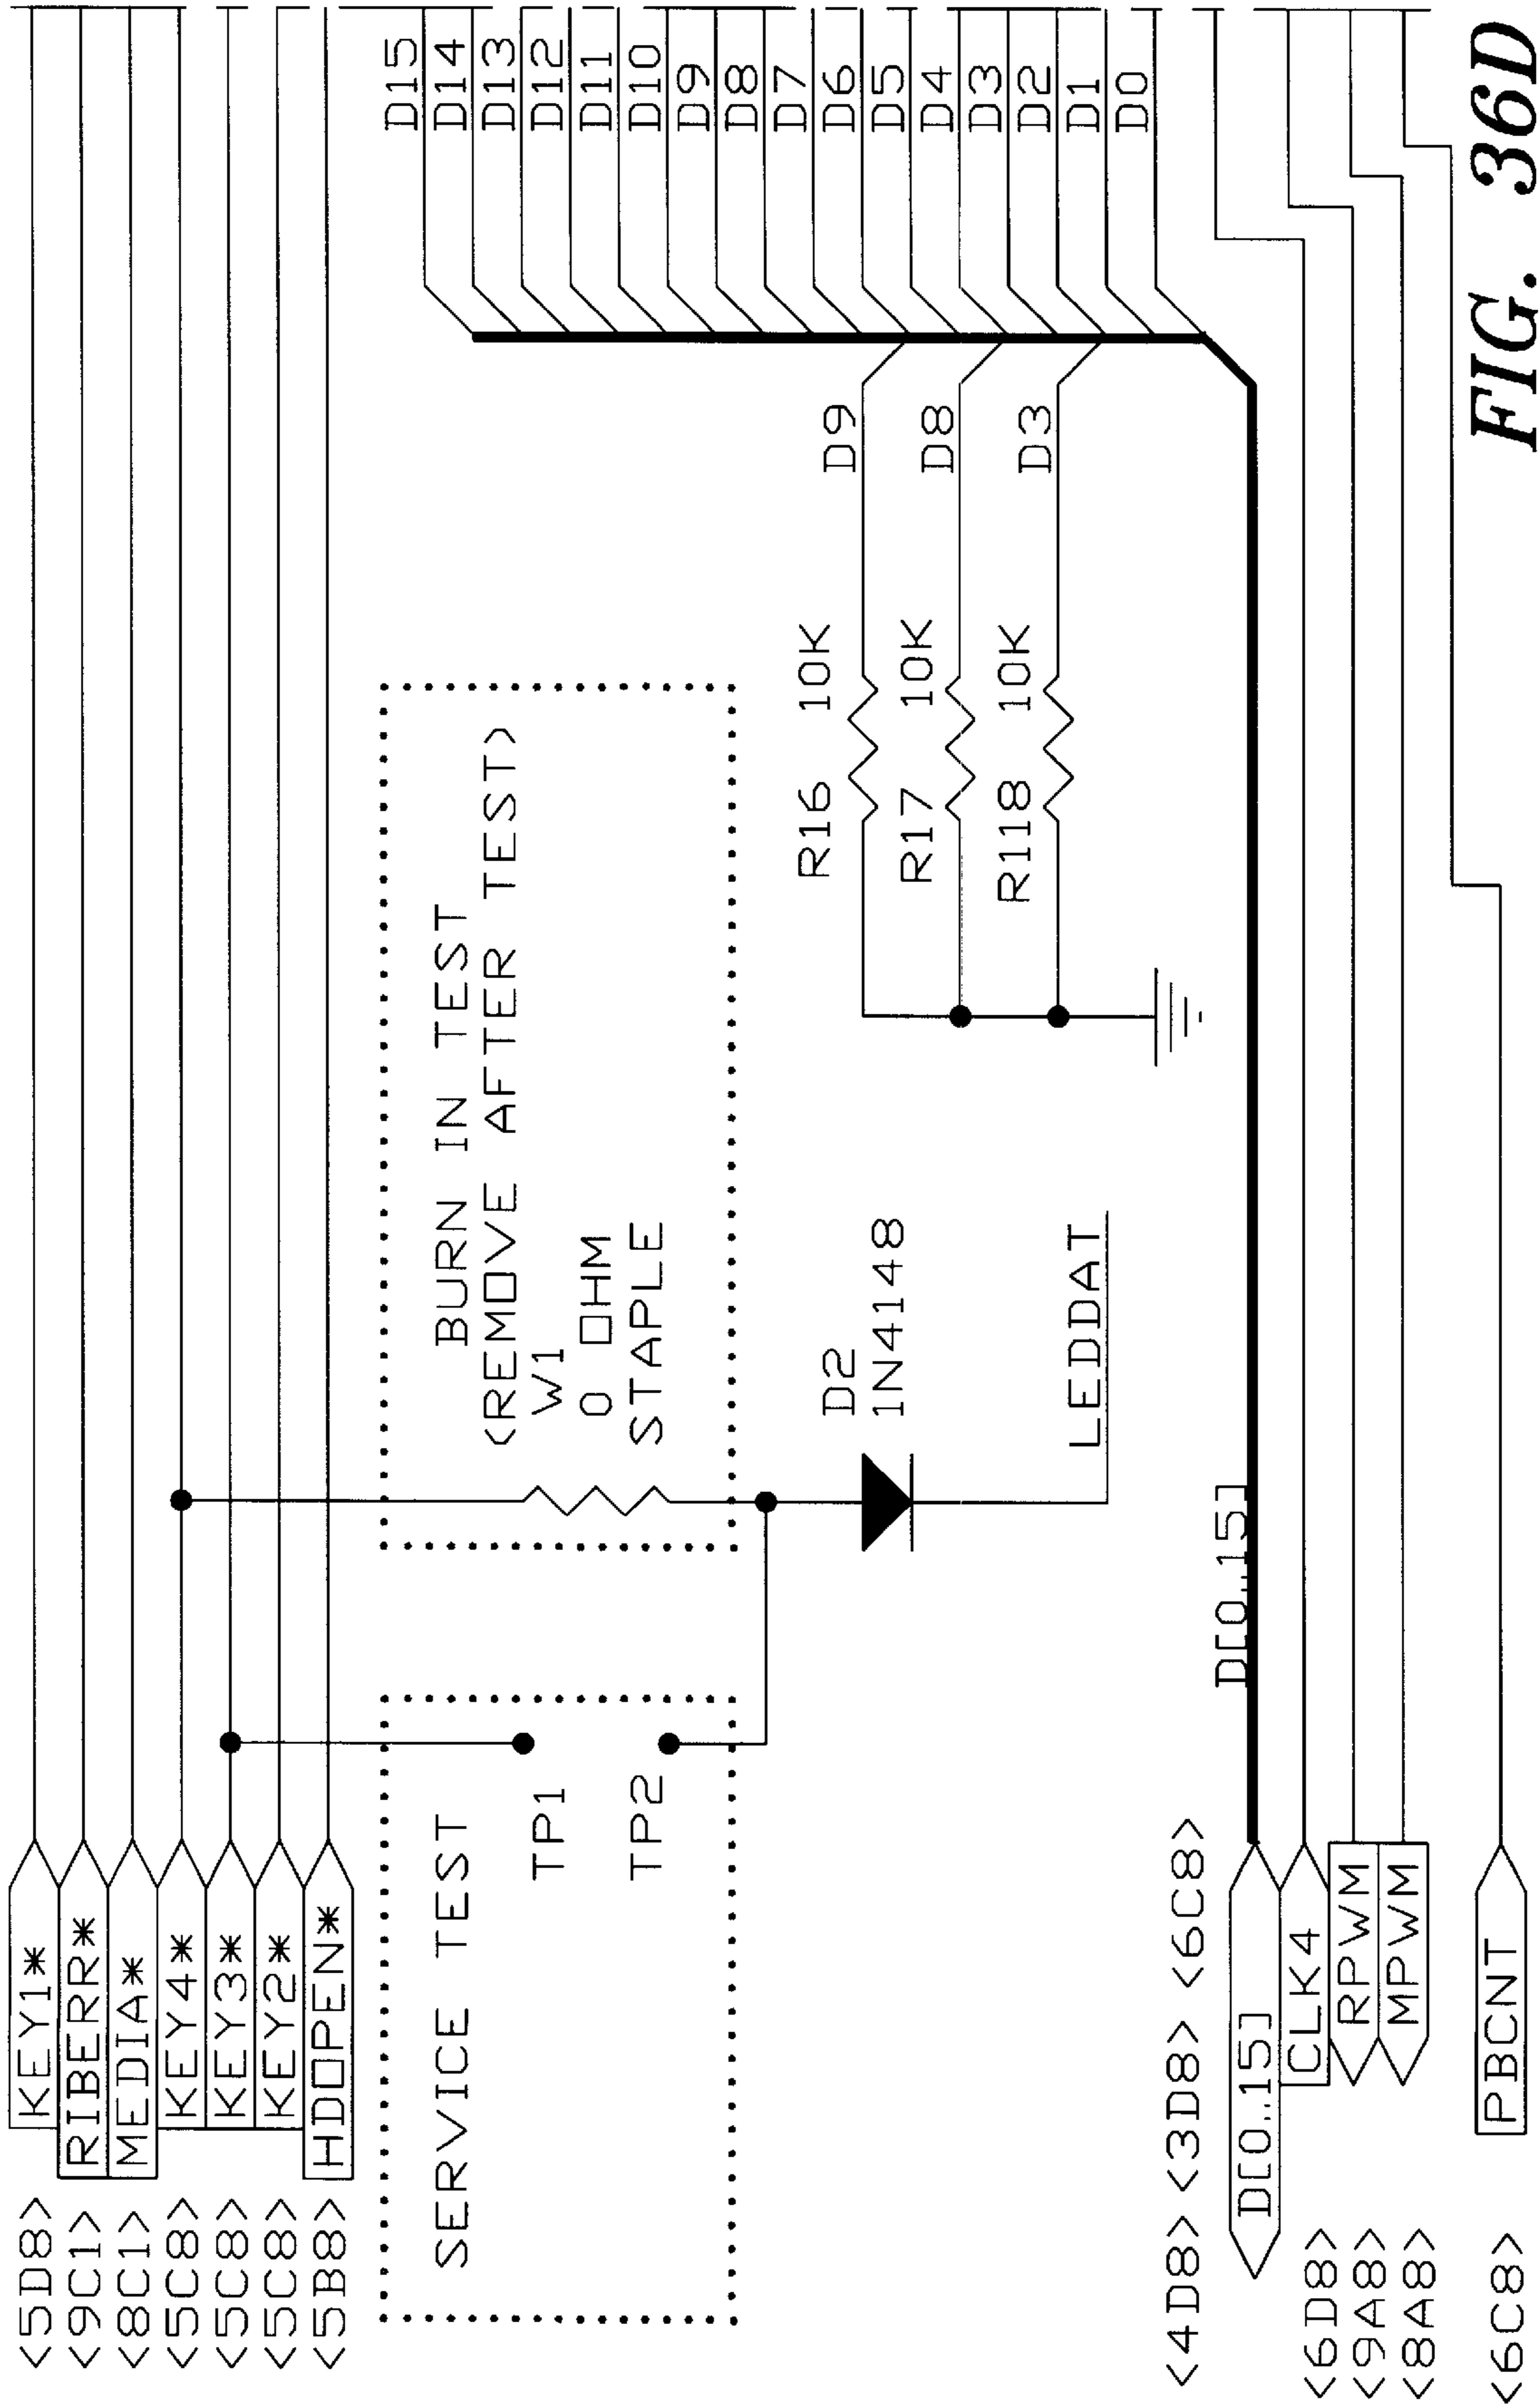 <5D8> KEY1*
<9C1> RIBERR*
<8C1> MEDIA*
<5C8> KEY4*
<5C8> KEY3*
<5C8> KEY2*
<5B8> HDOPEN*
SERVICE TEST
TP1
TP2
BURN IN TEST
<REMOVE AFTER TEST>
W1
0 OHM
STAPLE
D2
1N4148
LEDDAT
R16 10K
R17 10K
R118 10K
D9
D8
D3
D15
D14
D13
D12
D11
D10
D9
D8
D7
D6
D5
D4
D3
D2
D1
D0
<4D8> <3D8> <6C8>
D[0..15]
D[0..15]
<6D8> CLK4
<9A8> RPWM
<8A8> MPWM
<6C8> PBCNT
FIG. 36D